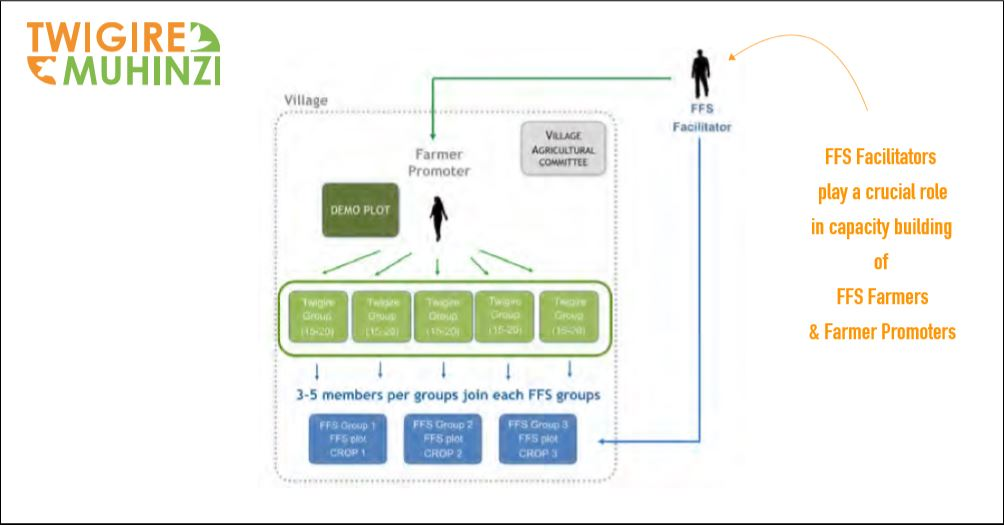 TWIGIRE
MUHINZI
Village
FFS
Facilitator
VILLAGE
AGRICULTURAL
COMMITTEE
Farmer
Promoter
DEMO PLOT
Twigire
Group
(15-20)
Twigire
Group
(15-20)
Twigire
Group
(15-20)
Twigire
Group
(15-20)
Twigire
Group
(15-20)
3-5 members per groups join each FFS groups
FFS Group 1
FFS plot
CROP 1
FFS Group 2
FFS plot
CROP 2
FFS Group 3
FFS plot
CROP 3
FFS Facilitators
play a crucial role
in capacity building
of
FFS Farmers
& Farmer Promoters